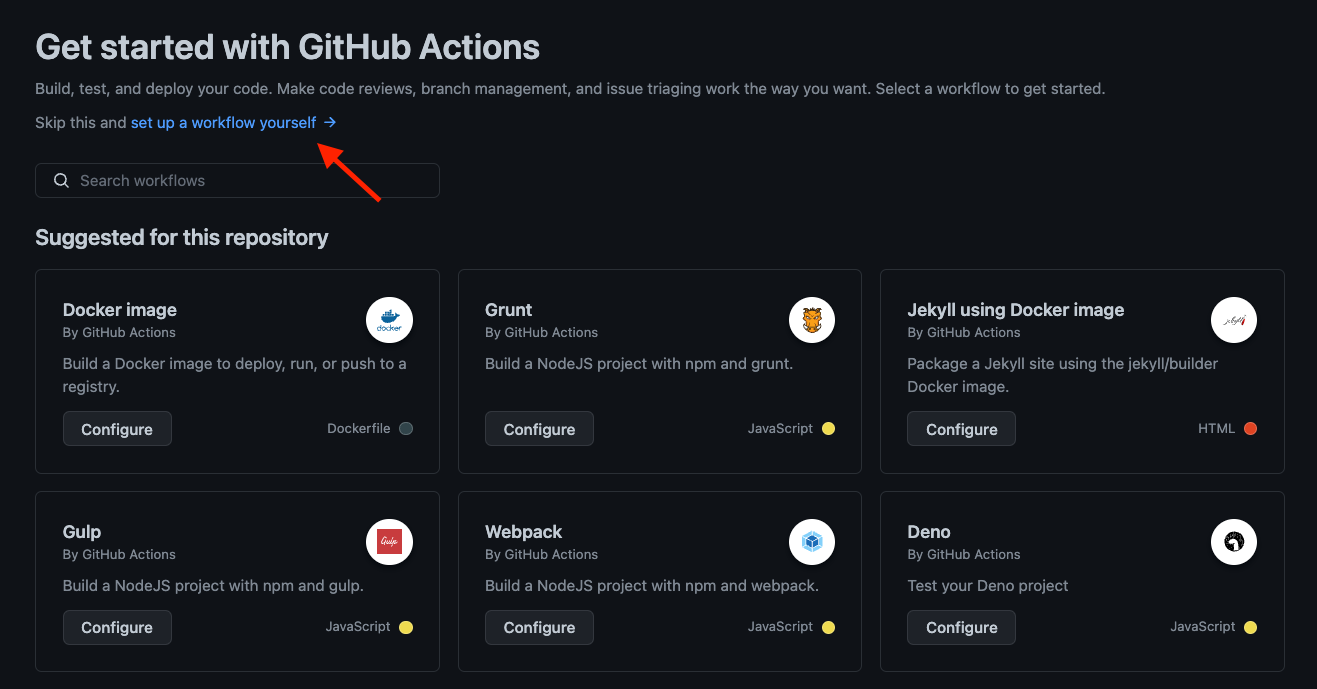 Get started with GitHub Actions
Build, test, and deploy your code. Make code reviews, branch management, and issue triaging work the way you want. Select a workflow to get started.
Skip this and set up a workflow yourself →
Search workflows
Suggested for this repository
Docker image
By GitHub Actions
docker
Build a Docker image to deploy, run, or push to a
registry.
Configure
Dockerfile
Grunt
By GitHub Actions
Build a NodeJS project with npm and grunt.
Configure
JavaScript
Jekyll using Docker image
By GitHub Actions
jekyll
Package a Jekyll site using the jekyll/builder
Docker image.
Configure
HTML
Gulp
By GitHub Actions
Gulp
Build a NodeJS project with npm and gulp.
Configure
JavaScript
Webpack
By GitHub Actions
Build a NodeJS project with npm and webpack.
Configure
JavaScript
Deno
By GitHub Actions
Test your Deno project
Configure
JavaScript